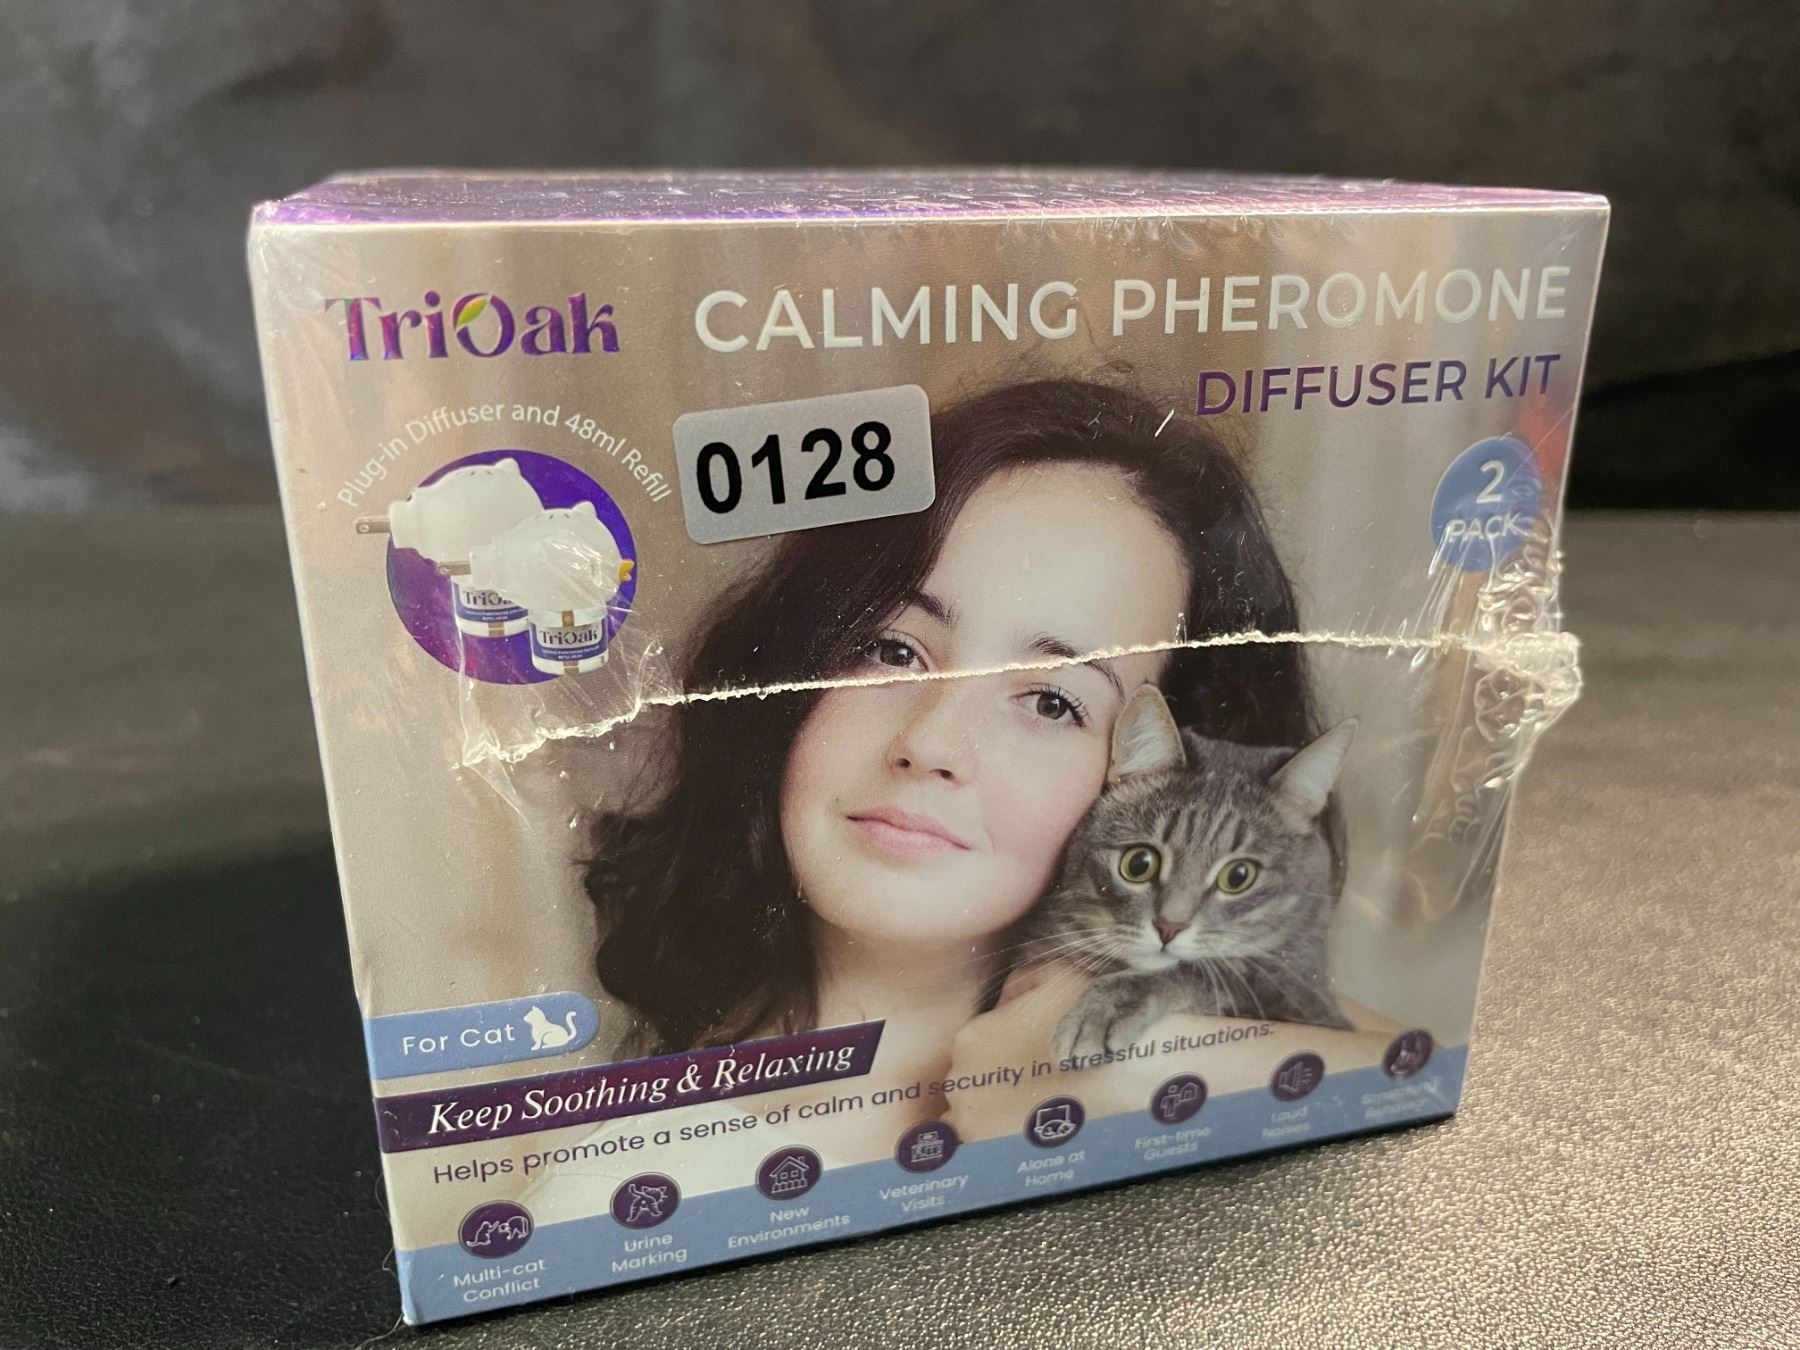 TriOak
CALMING PHEROMONE
DIFFUSER KIT
Plug-in Diffuser and 48ml Refill
0128
2
PACK
TriOak
For Cat
Keep Soothing & Relaxing
Helps promote a sense of calm and security in stressful situations.
Multi-cat
Conflict
Urine
Marking
New
Environments
Veterinary
Visits
Alone at
Home
First-time
Guests
Loud
Noises